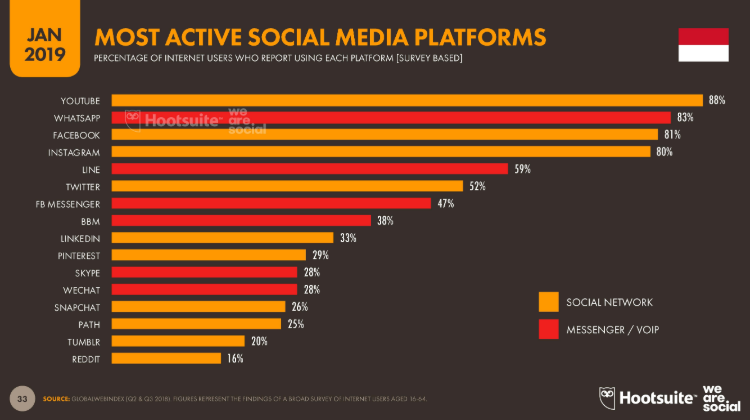 JAN
2019
MOST ACTIVE SOCIAL MEDIA PLATFORMS
PERCENTAGE OF INTERNET USERS WHO REPORT USING EACH PLATFORM [SURVEY BASED]
YOUTUBE 88%
WHATSAPP 83%
Hootsuite™ we are. social
FACEBOOK 81%
INSTAGRAM 80%
LINE 59%
TWITTER 52%
FB MESSENGER 47%
BBM 38%
LINKEDIN 33%
PINTEREST 29%
SKYPE 28%
WECHAT 28%
SNAPCHAT 26%
SOCIAL NETWORK
PATH 25%
MESSENGER / VOIP
TUMBLR 20%
REDDIT 16%
33
SOURCE: GLOBALWEBINDEX (Q2 & Q3 2018). FIGURES REPRESENT THE FINDINGS OF A BROAD SURVEY OF INTERNET USERS AGED 16-64.
Hootsuite™
we
are.
social